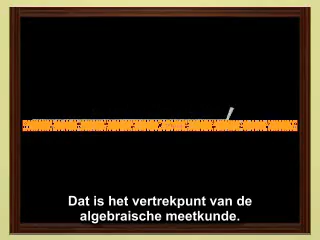 Dat is het vertrekpunt van de
algebraische meetkunde.